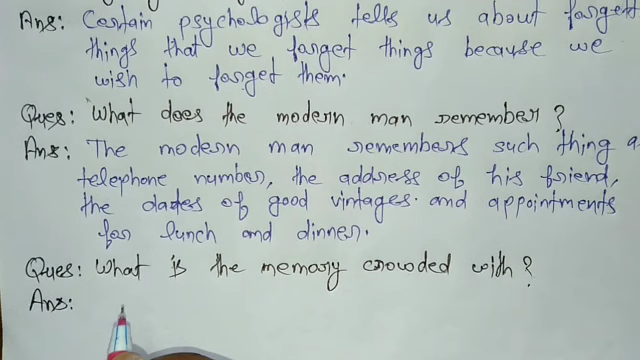 Ans: Certain psychologists tells us about forget
things that we forget things because we
wish to forget them.
Ques: What does the modern man remember?
Ans: The modern man remembers such thing a
telephone number, the address of his friend,
the dates of good vintages. and appointments
for lunch and dinner.
Ques: What is the memory crowded with?
Ans: